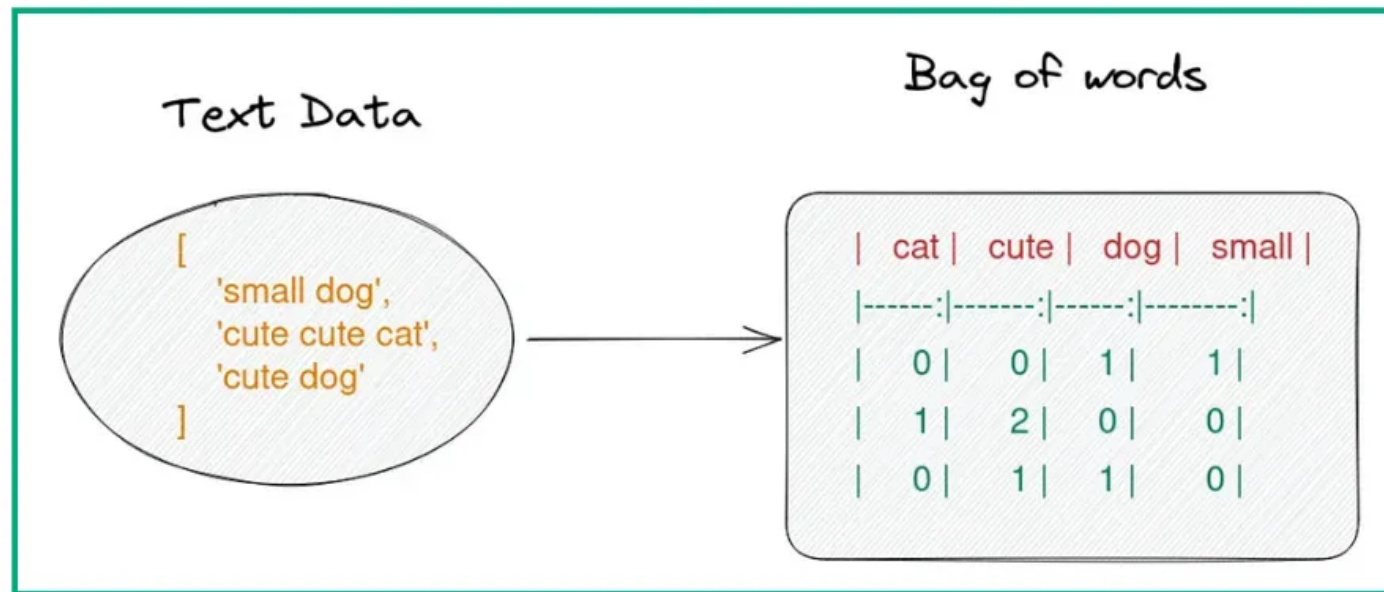 Text Data
[
'small dog',
'cute cute cat',
'cute dog'
]
Bag of words
| cat | cute | dog | small |
|------:|-------:|------:|--------:|
| 0 | 0 | 1 | 1 |
| 1 | 2 | 0 | 0 |
| 0 | 1 | 1 | 0 |